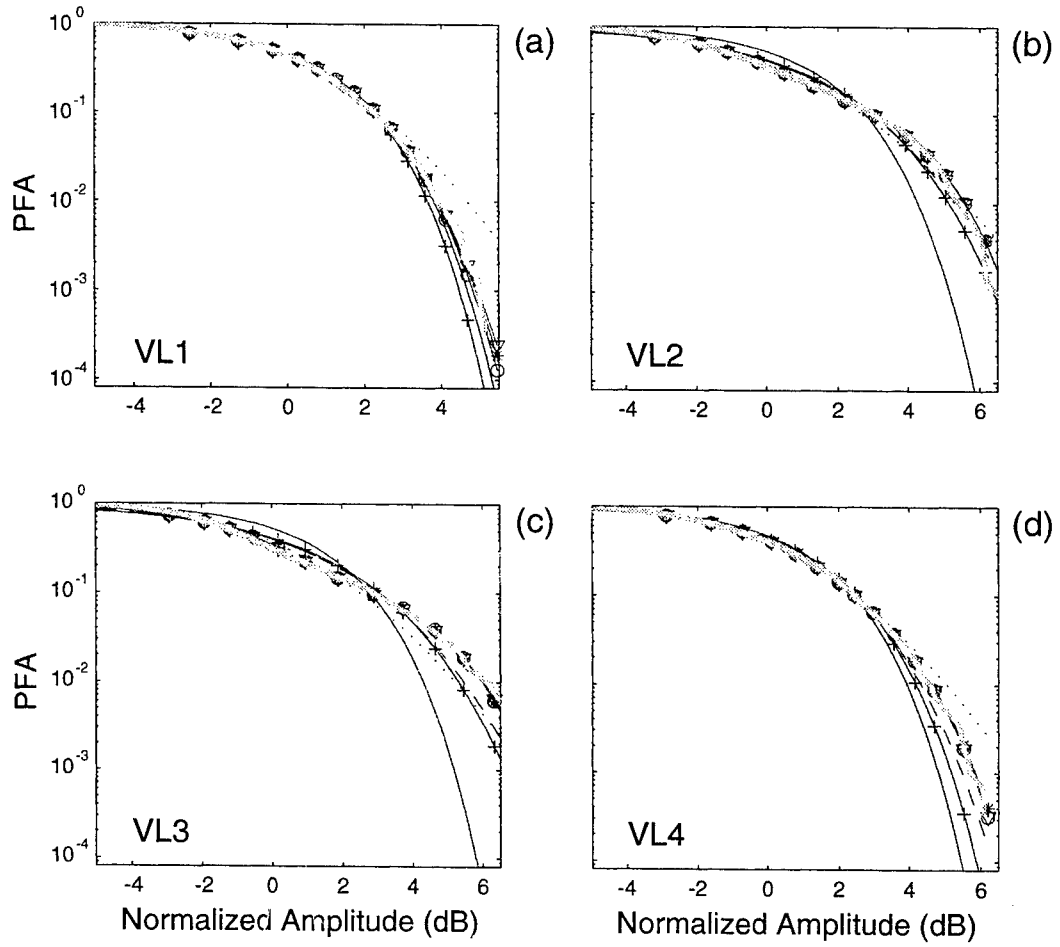 10^0
10^-1
10^-2
10^-3
10^-4
PFA
-4 -2 0 2 4
VL1
(a)
-4 -2 0 2 4 6
VL2
(b)
10^0
10^-1
10^-2
10^-3
10^-4
PFA
-4 -2 0 2 4 6
VL3
(c)
Normalized Amplitude (dB)
-4 -2 0 2 4 6
VL4
(d)
Normalized Amplitude (dB)